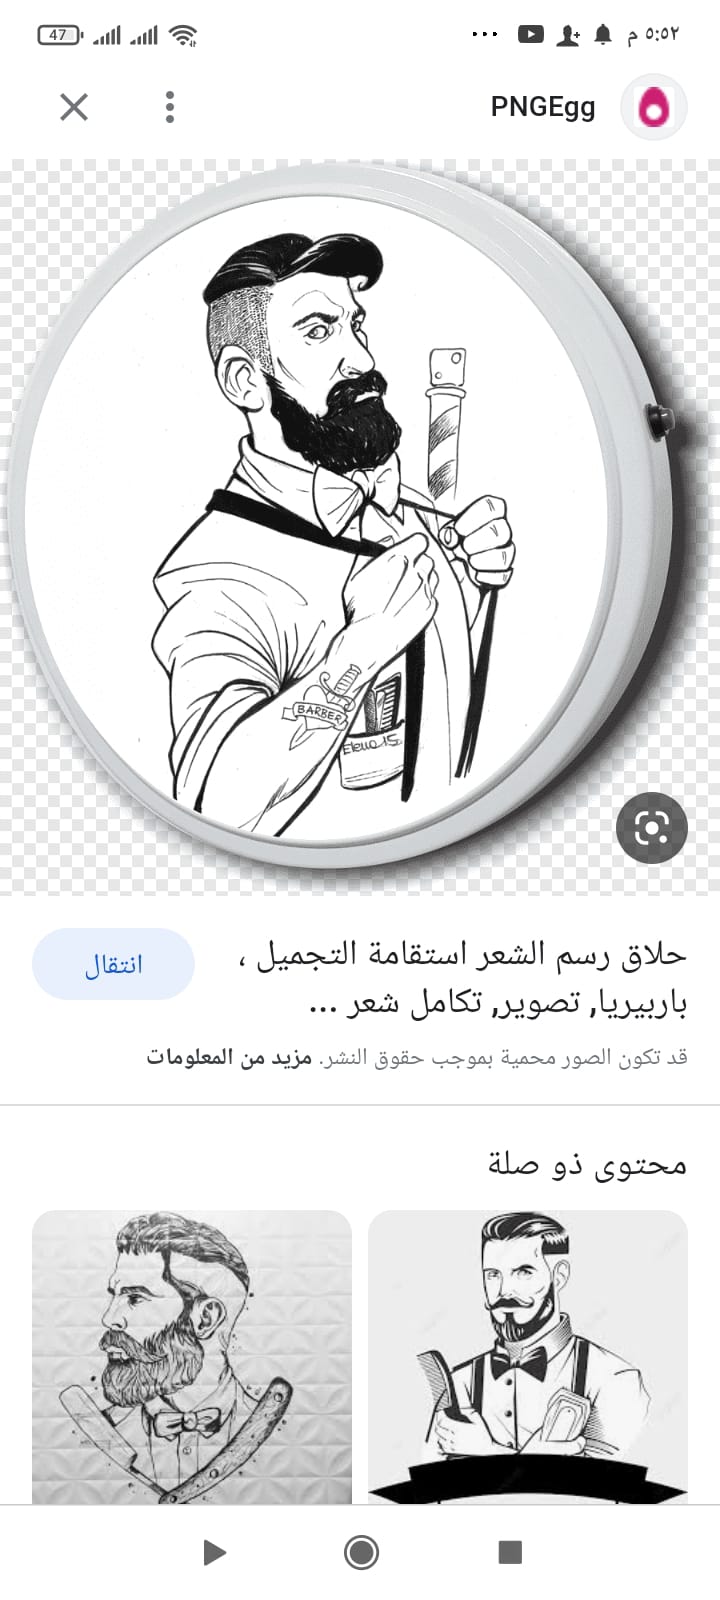 47
٥:٥٢ م
PNGEgg
BARBER
حلاق رسم الشعر استقامة التجميل ،
باربيريا, تصوير, تكامل شعر ...
انتقال
قد تكون الصور محمية بموجب حقوق النشر. مزيد من المعلومات
محتوى ذو صلة